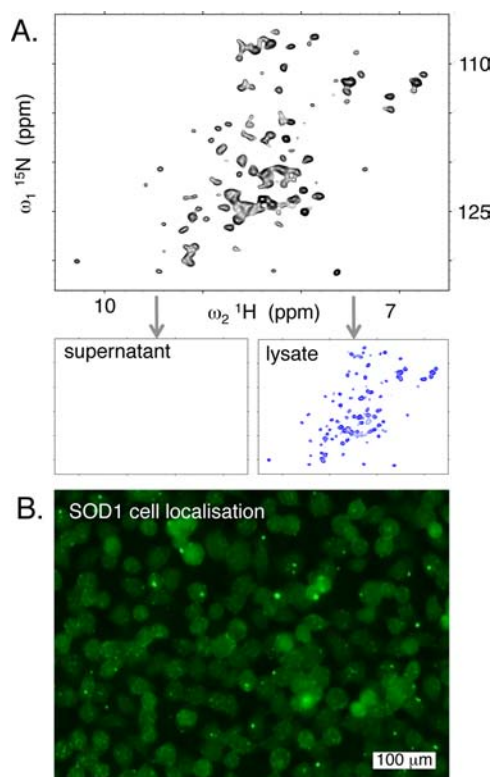 A.
110
ω1 15N (ppm)
125
10
ω2 1H (ppm)
7
supernatant
lysate
B.
SOD1 cell localisation
100 μm